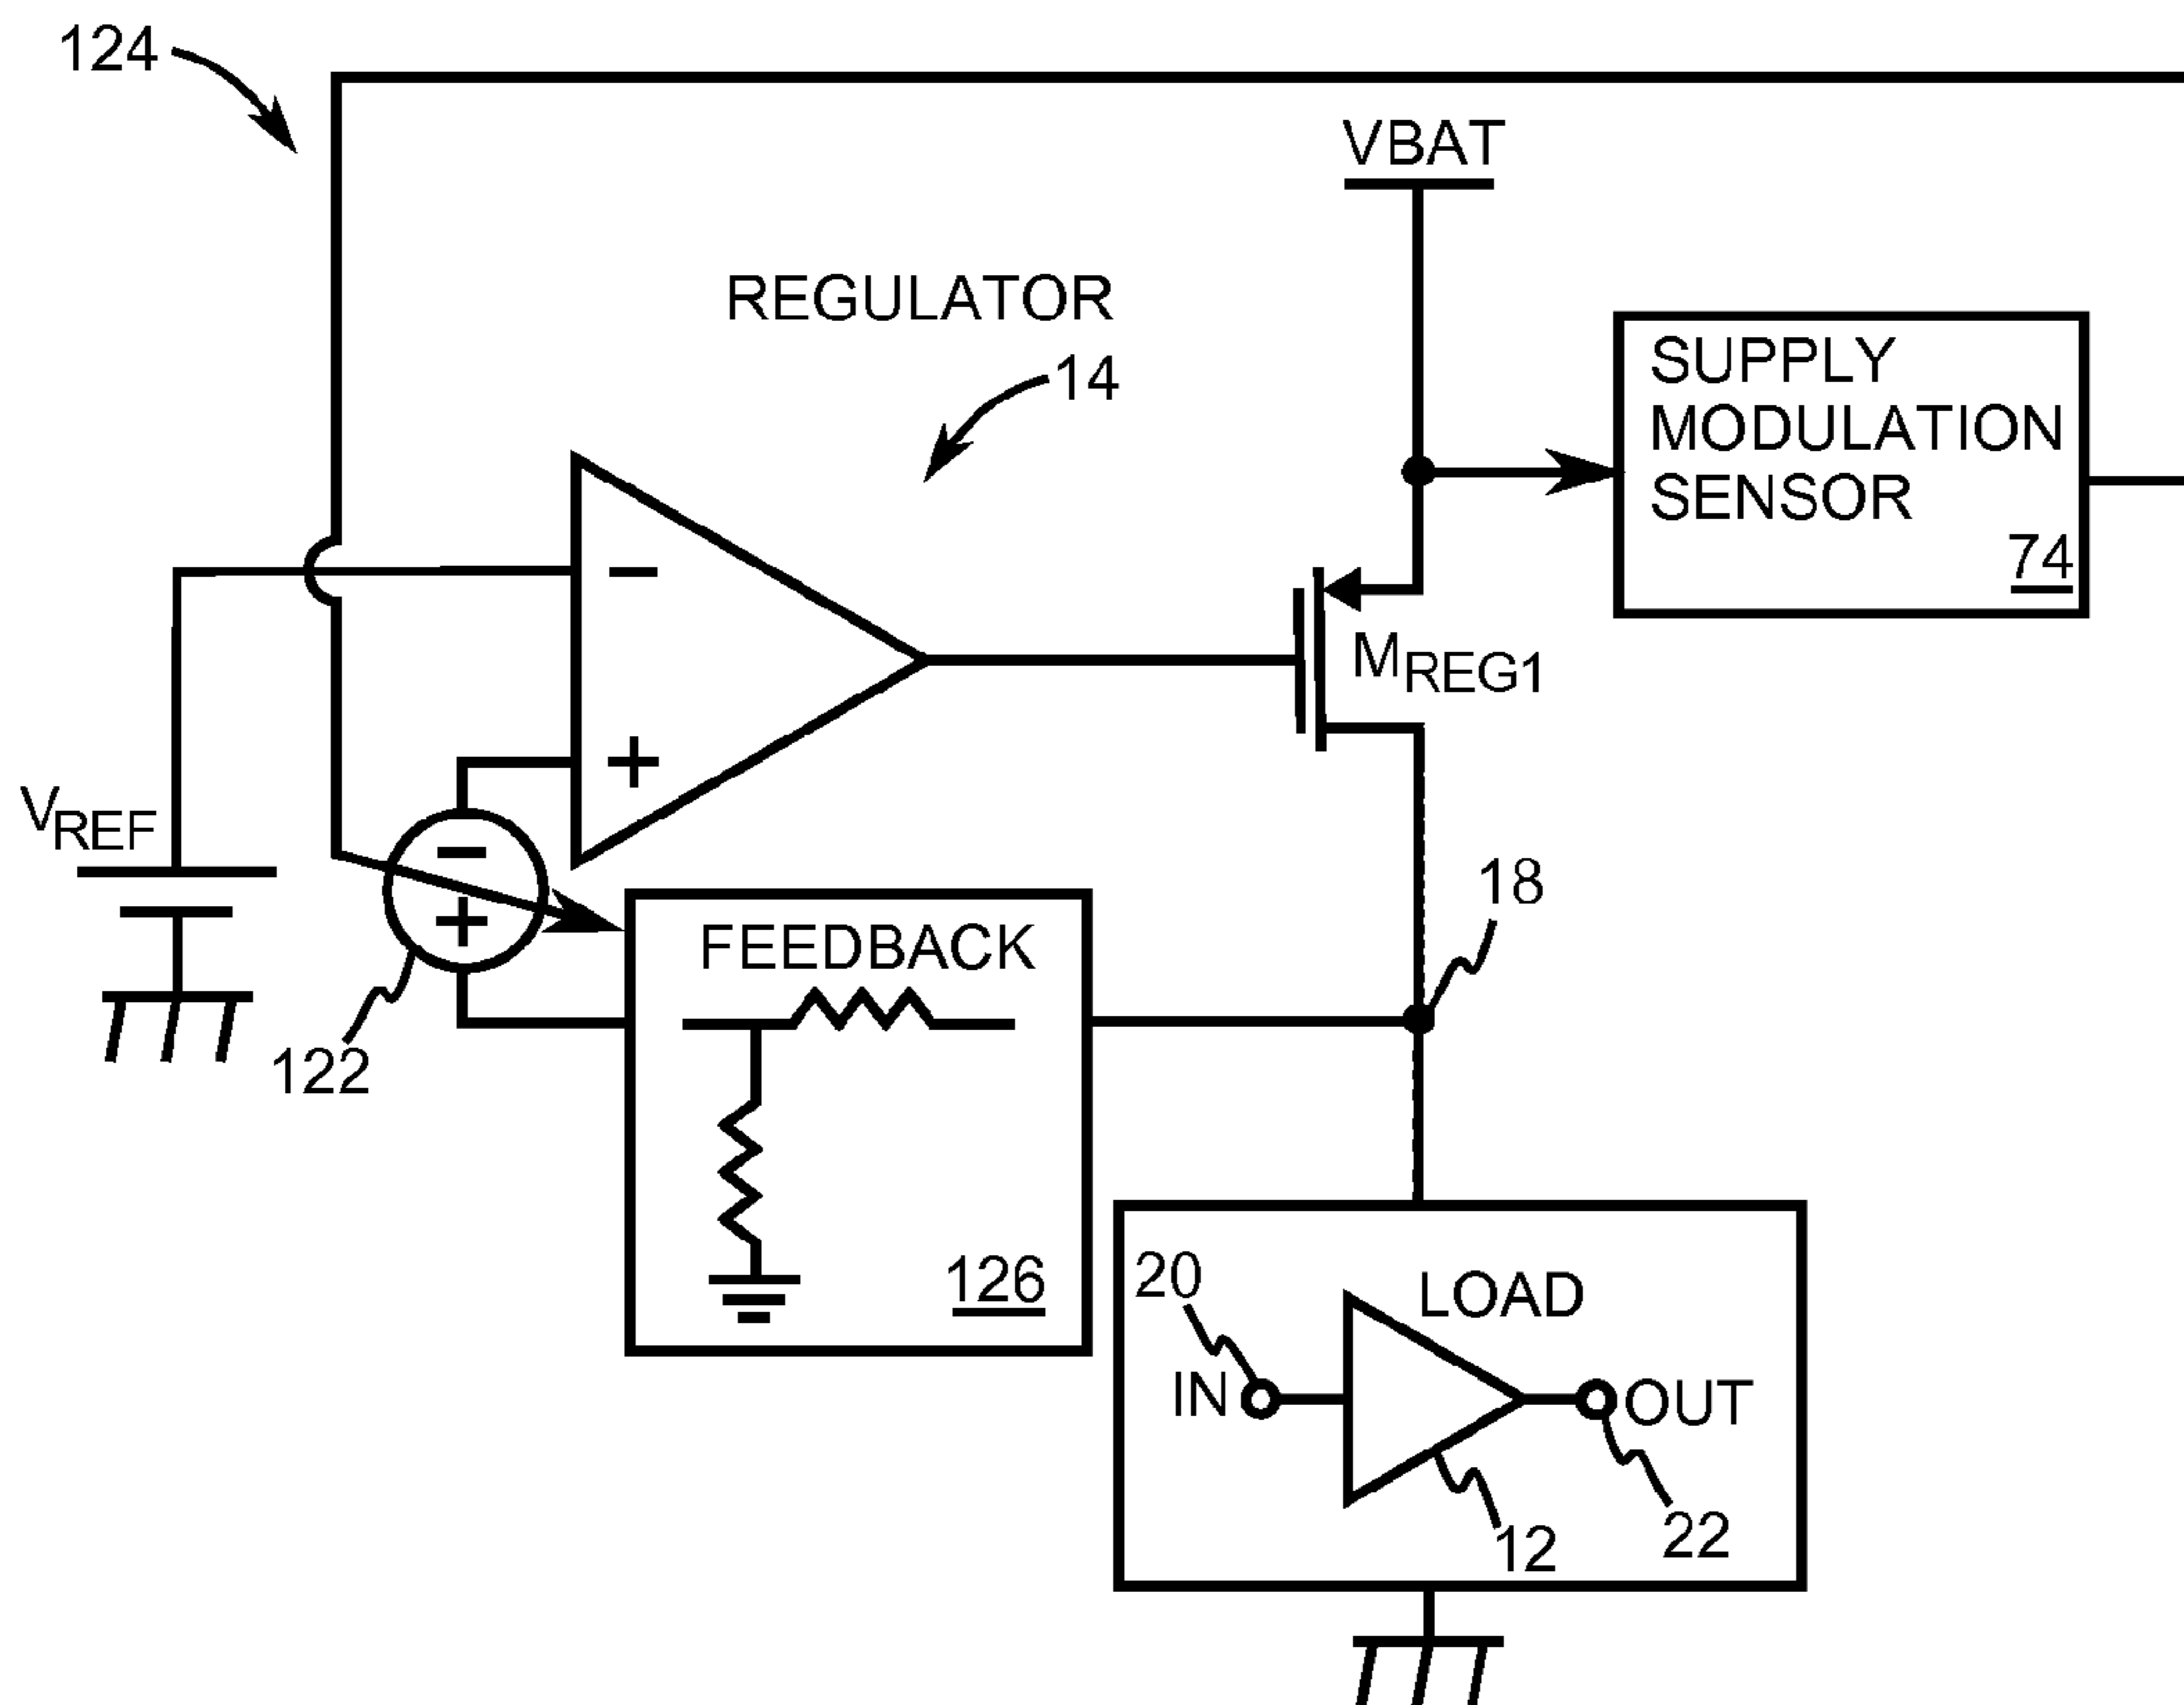 124
VBAT
REGULATOR
14
SUPPLY
MODULATION
SENSOR
74
−
MREG1
+
VREF
−
+
18
FEEDBACK
122
126
20
LOAD
IN
OUT
12
22